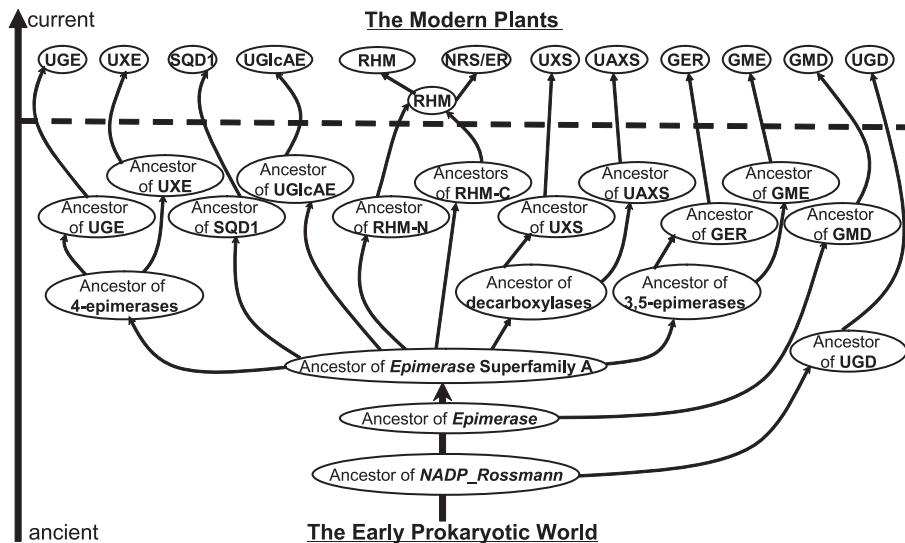 The Modern Plants
current
UGE UXE SQD1 UGlcAE RHM NRS/ER UXS UAXS GER GME GMD UGD
RHM
Ancestor
of UXE
Ancestor
of UGlcAE
Ancestors
of RHM-C
Ancestor
of UAXS
Ancestor
of GME
Ancestor
of UGE
Ancestor
of SQD1
Ancestor
of RHM-N
Ancestor
of UXS
Ancestor
of GER
Ancestor
of GMD
Ancestor of
4-epimerases
Ancestor of
decarboxylases
Ancestor of
3,5-epimerases
Ancestor of Epimerase Superfamily A
Ancestor
of UGD
Ancestor of Epimerase
Ancestor of NADP_Rossmann
ancient
The Early Prokaryotic World